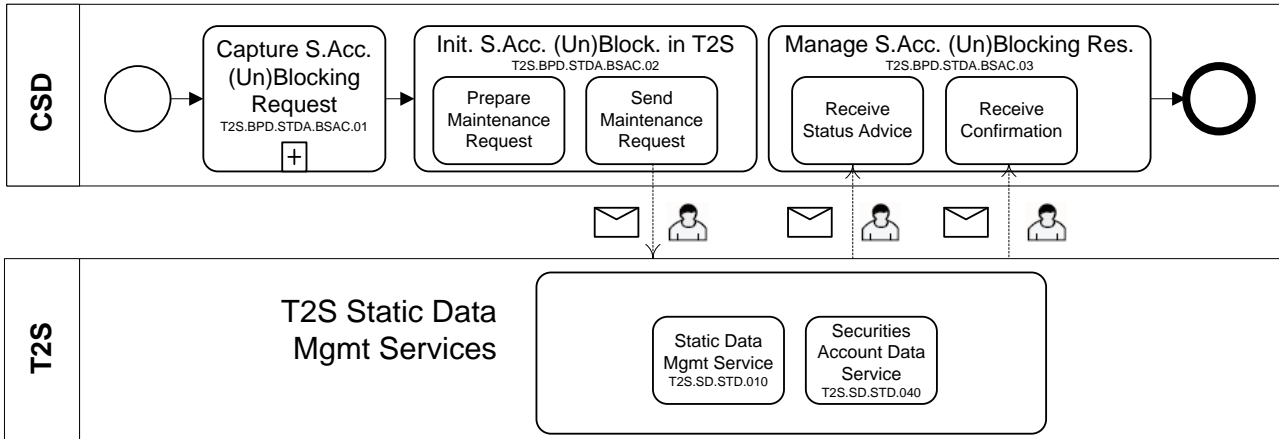 CSD
Capture S.Acc.
(Un)Blocking
Request
T2S.BPD.STDA.BSAC.01
+
Init. S.Acc. (Un)Block. in T2S
T2S.BPD.STDA.BSAC.02
Prepare
Maintenance
Request
Send
Maintenance
Request
Manage S.Acc. (Un)Blocking Res.
T2S.BPD.STDA.BSAC.03
Receive
Status Advice
Receive
Confirmation
T2S
T2S Static Data
Mgmt Services
Static Data
Mgmt Service
T2S.SD.STD.010
Securities
Account Data
Service
T2S.SD.STD.040